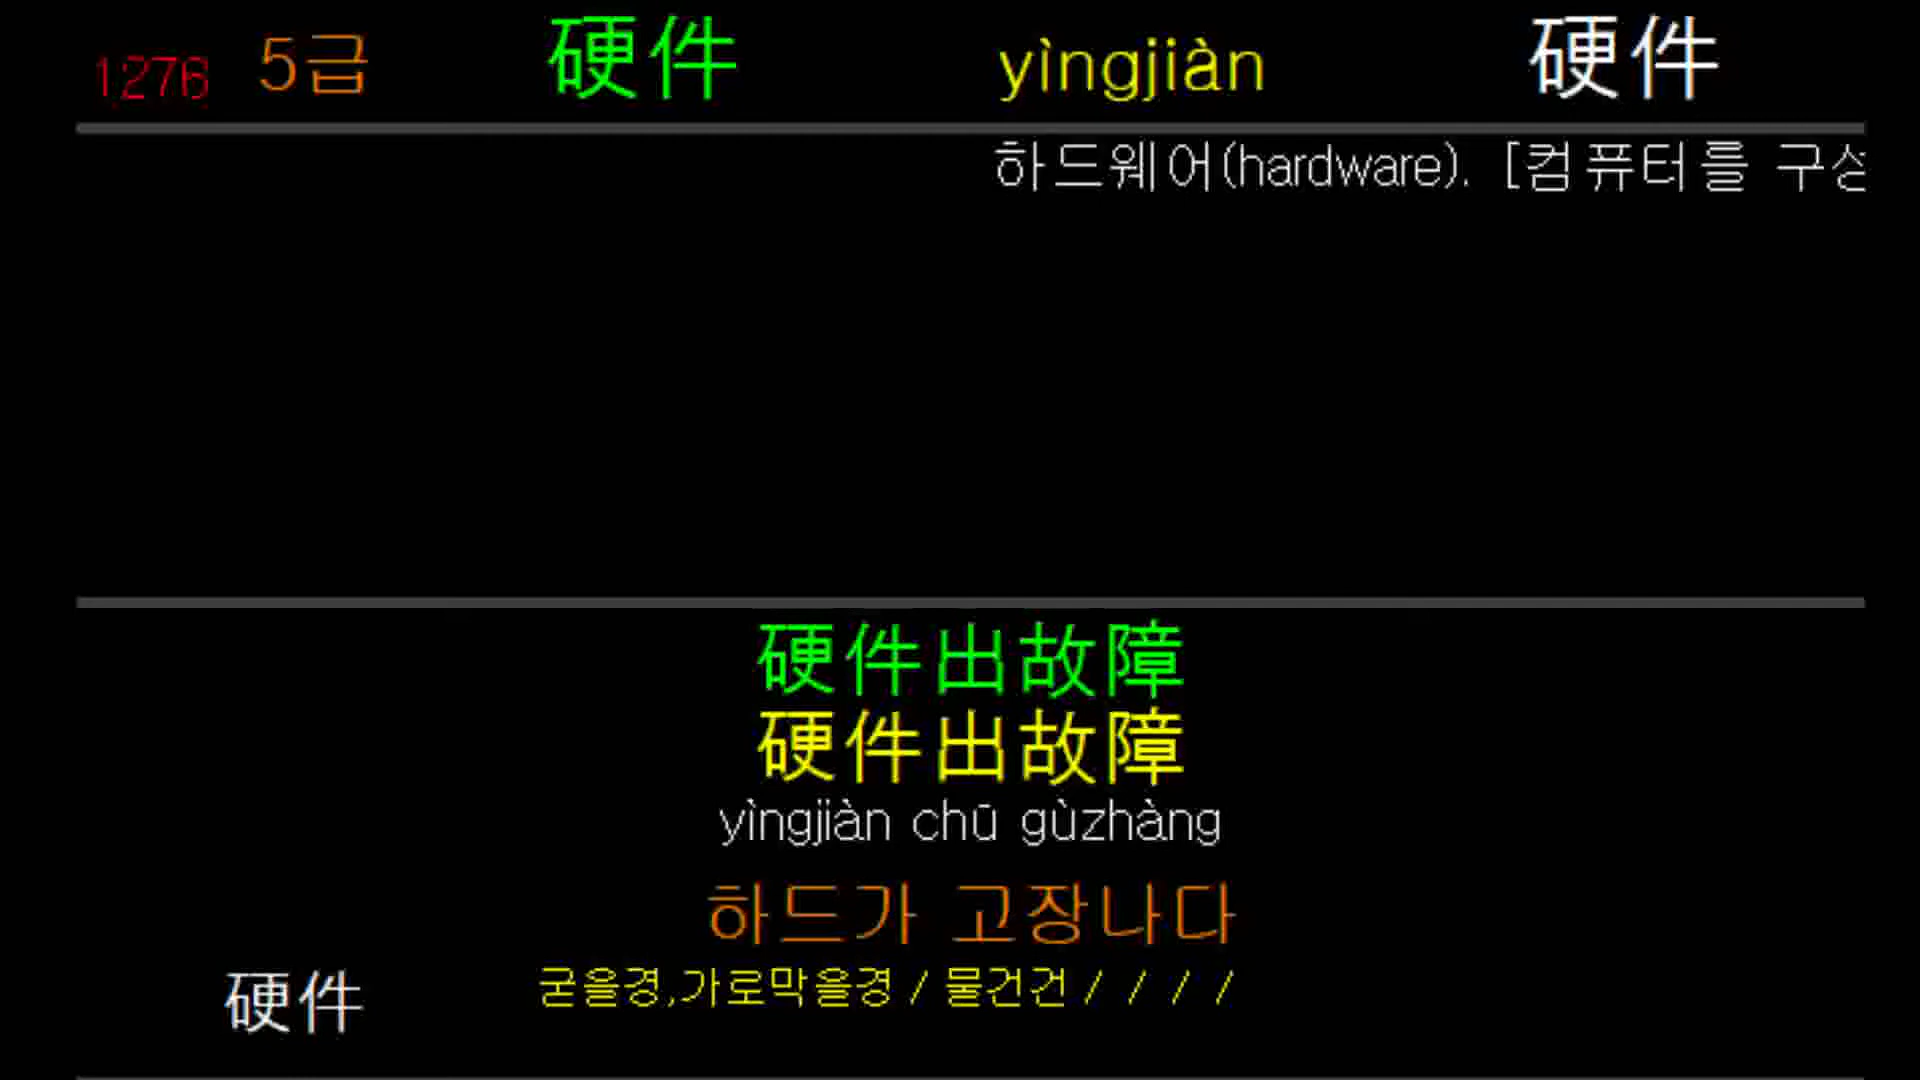 1276 5급 硬件 yìngjiàn 硬件
하드웨어(hardware). [컴퓨터를 구성
硬件出故障
硬件出故障
yìngjiàn chū gùzhàng
하드가 고장나다
硬件 굳을경,가로막을경 / 물건건 / / / /